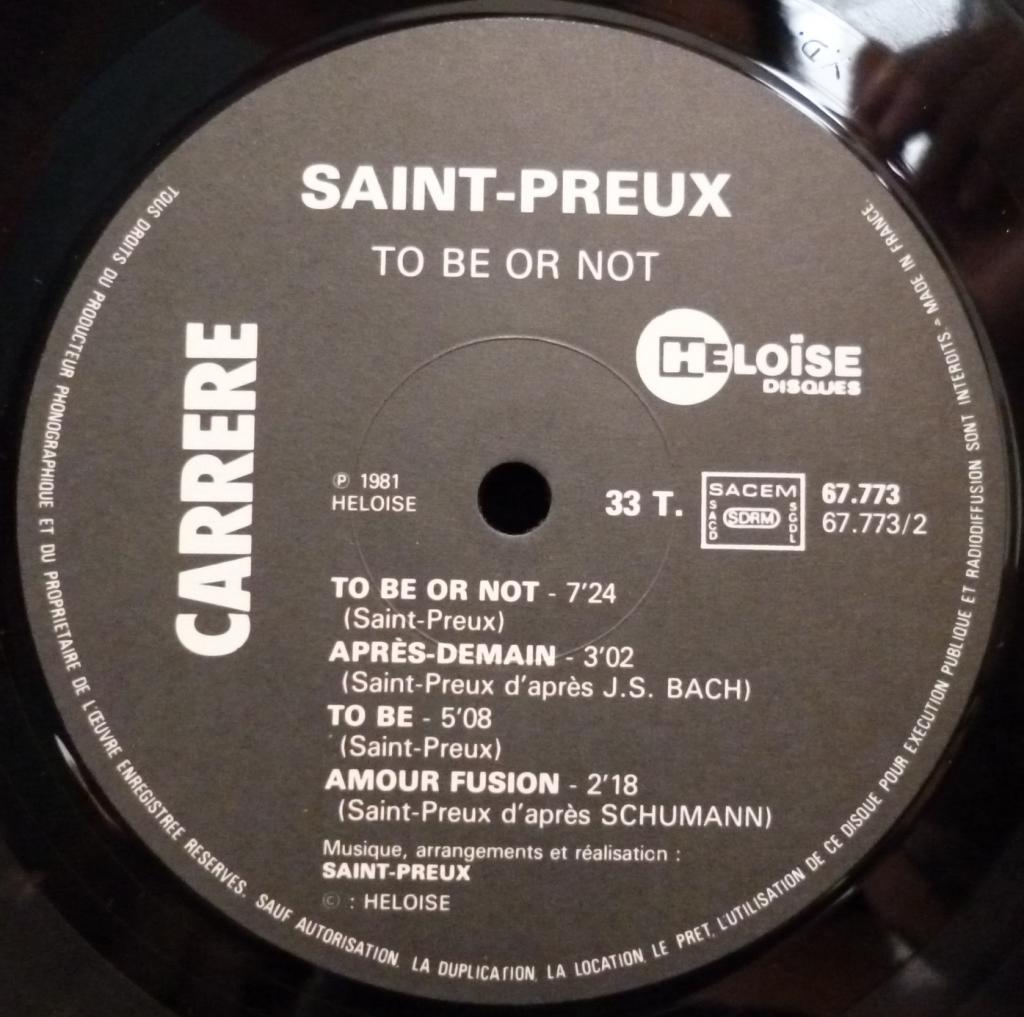 SAINT-PREUX
TO BE OR NOT
CARRERE
HELOISE
DISQUES
℗ 1981
HELOISE
33 T.
SACEM
SACD
SDRM
SGDL
67.773
67.773/2
TO BE OR NOT - 7'24
(Saint-Preux)
APRÈS-DEMAIN - 3'02
(Saint-Preux d'après J.S. BACH)
TO BE - 5'08
(Saint-Preux)
AMOUR FUSION - 2'18
(Saint-Preux d'après SCHUMANN)
Musique, arrangements et réalisation :
SAINT-PREUX
© : HELOISE
TOUS DROITS DU PRODUCTEUR PHONOGRAPHIQUE ET DU PROPRIETAIRE DE L'ŒUVRE ENREGISTREE RESERVES. SAUF AUTORISATION, LA DUPLICATION, LA LOCATION, LE PRET, L'UTILISATION DE CE DISQUE POUR EXECUTION PUBLIQUE ET RADIODIFFUSION SONT INTERDITS. - MADE IN FRANCE.
V.D.